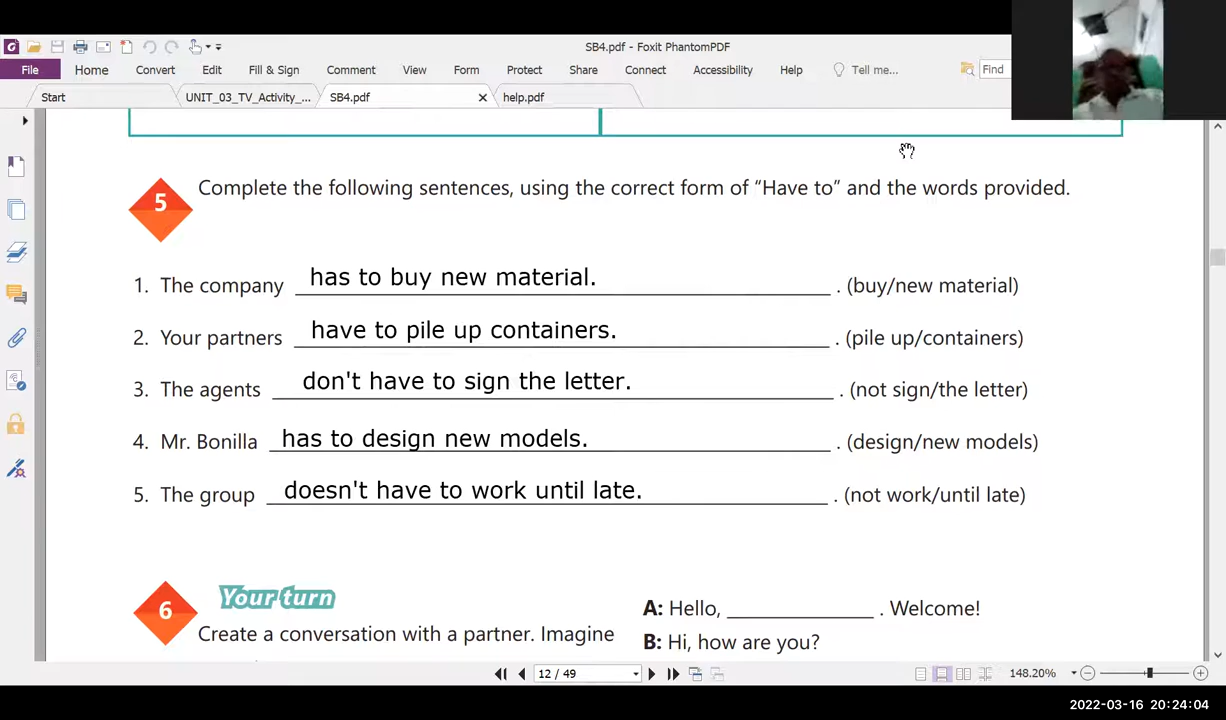 SB4.pdf - Foxit PhantomPDF
File Home Convert Edit Fill & Sign Comment View Form Protect Share Connect Accessibility Help Tell me... Find
Start UNIT_03_TV_Activity_... SB4.pdf help.pdf
5 Complete the following sentences, using the correct form of “Have to” and the words provided.
1. The company has to buy new material. . (buy/new material)
2. Your partners have to pile up containers. . (pile up/containers)
3. The agents don't have to sign the letter. . (not sign/the letter)
4. Mr. Bonilla has to design new models. . (design/new models)
5. The group doesn't have to work until late. . (not work/until late)
6 Your turn
Create a conversation with a partner. Imagine
A: Hello, _______________ . Welcome!
B: Hi, how are you?
12 / 49 148.20%
2022-03-16 20:24:04